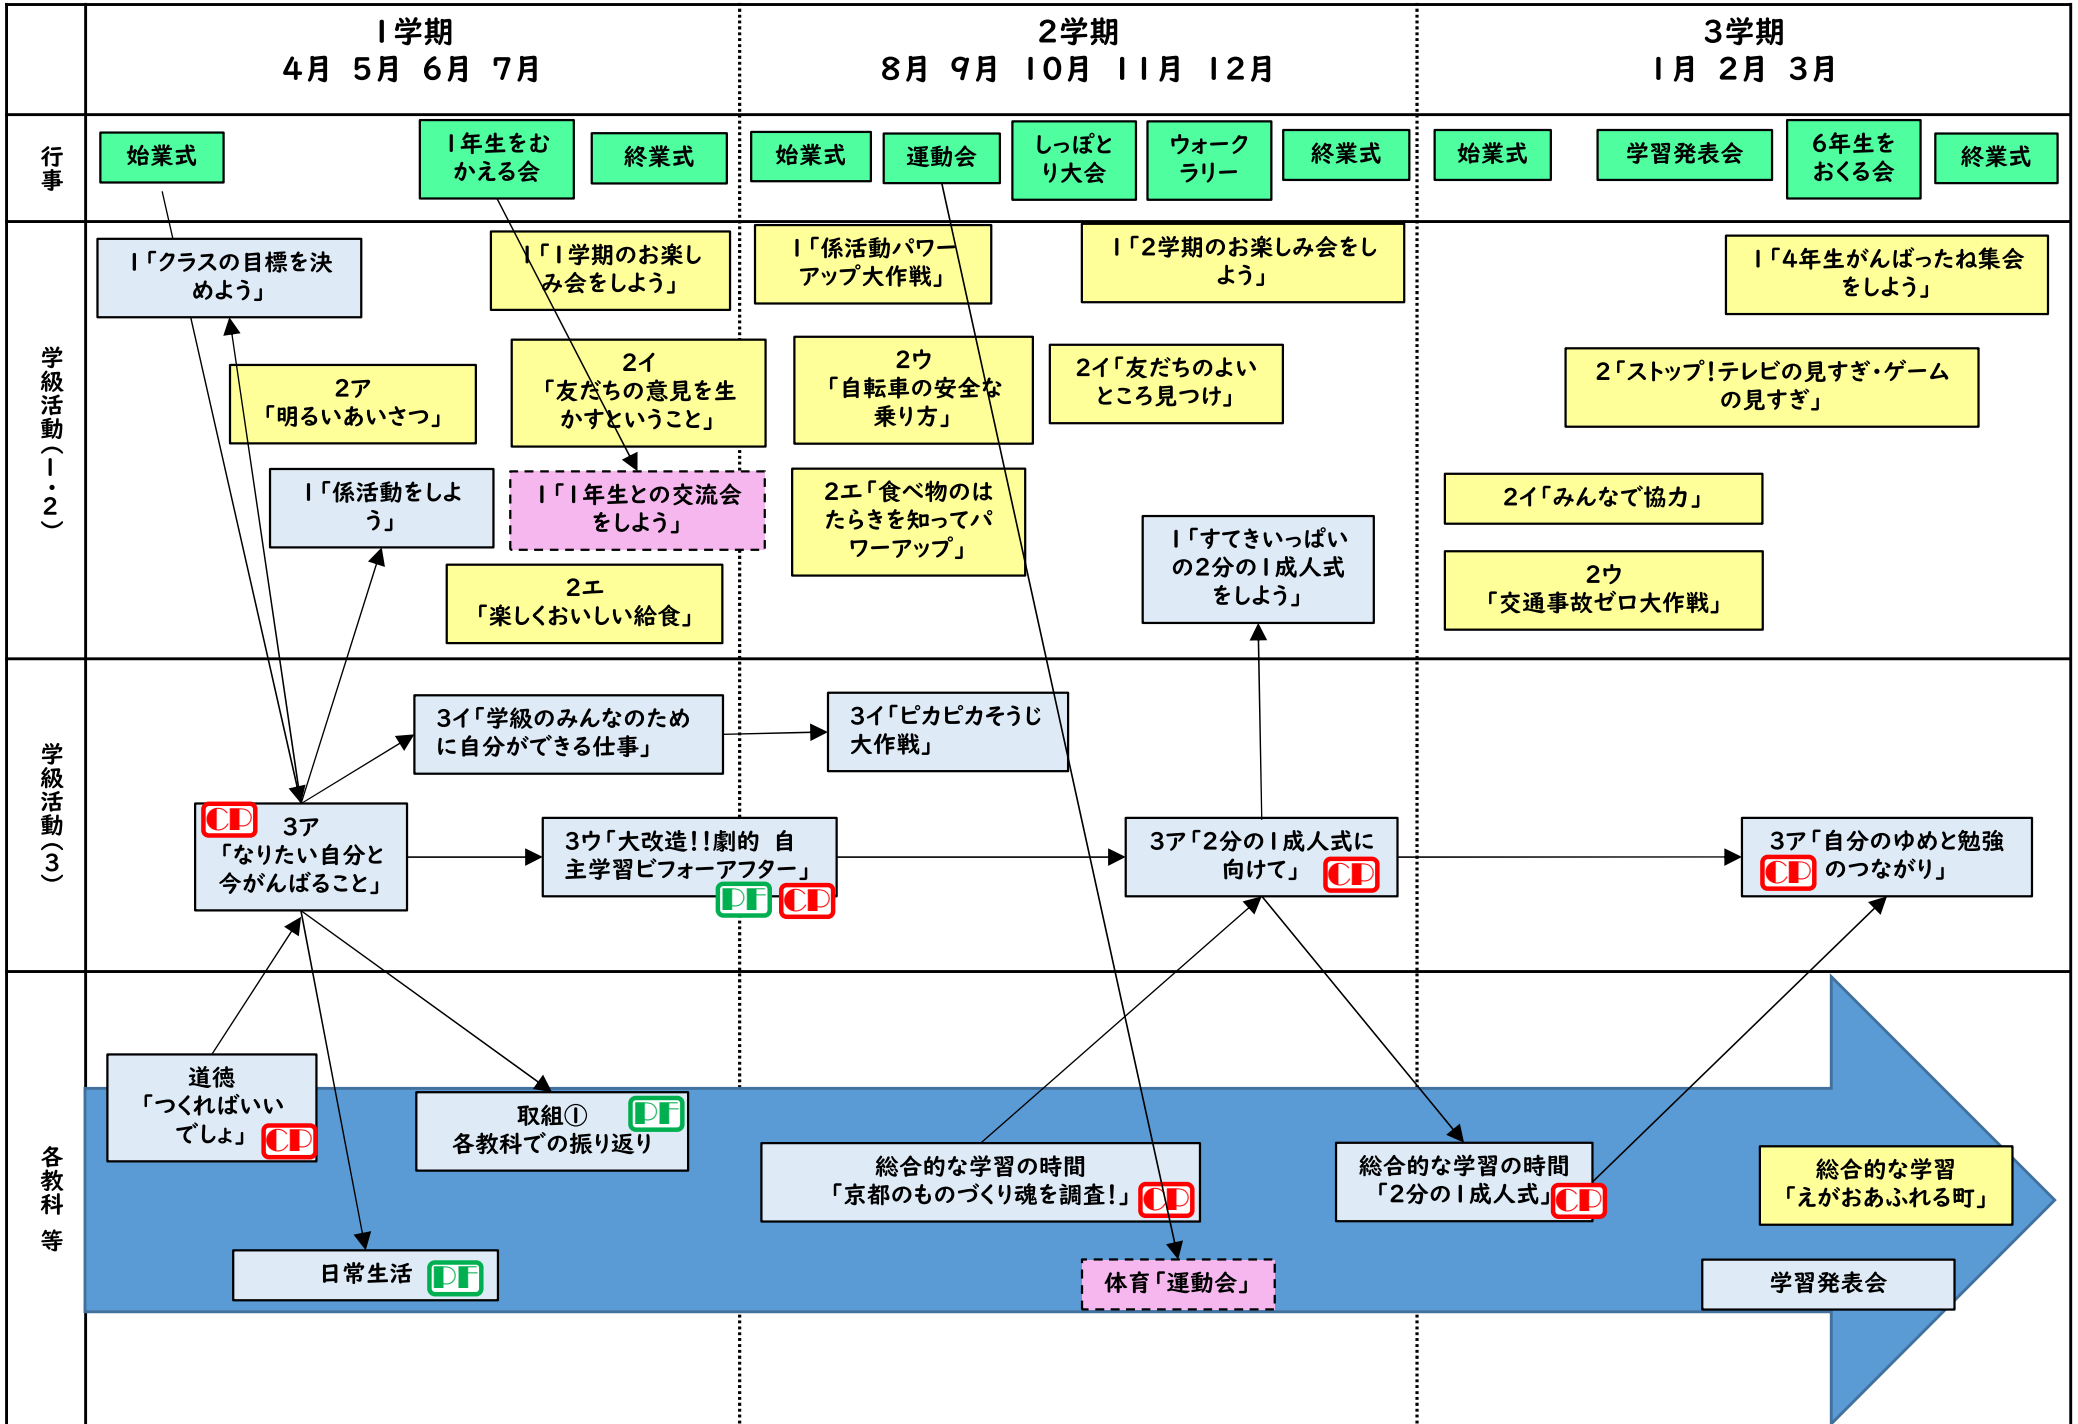 1学期
4月 5月 6月 7月
2学期
8月 9月 10月 11月 12月
3学期
1月 2月 3月
行事
始業式
1年生をむ
かえる会
終業式
始業式
運動会
しっぽと
り大会
ウォーク
ラリー
終業式
始業式
学習発表会
6年生を
おくる会
終業式
学級活動(1・2)
1「クラスの目標を決
めよう」
1「1学期のお楽し
み会をしよう」
1「係活動パワー
アップ大作戦」
1「2学期のお楽しみ会をし
よう」
1「4年生がんばったね集会
をしよう」
2ア
「明るいあいさつ」
2イ
「友だちの意見を生
かすということ」
2ウ
「自転車の安全な
乗り方」
2イ「友だちのよい
ところ見つけ」
2「ストップ!テレビの見すぎ・ゲーム
の見すぎ」
1「係活動をしよ
う」
1「1年生との交流会
をしよう」
2エ「食べ物のは
たらきを知ってパ
ワーアップ」
1「すてきいっぱい
の2分の1成人式
をしよう」
2イ「みんなで協力」
2エ
「楽しくおいしい給食」
2ウ
「交通事故ゼロ大作戦」
学級活動(3)
3イ「学級のみんなのため
に自分ができる仕事」
3イ「ピカピカそうじ
大作戦」
CP
3ア
「なりたい自分と
今がんばること」
3ウ「大改造!!劇的 自
主学習ビフォーアフター」
PF CP
3ア「2分の1成人式に
向けて」 CP
3ア「自分のゆめと勉強
CP のつながり」
各教科 等
道徳
「つくればいい
でしょ」 CP
取組① PF
各教科での振り返り
総合的な学習の時間
「京都のものづくり魂を調査!」 CP
総合的な学習の時間
「2分の1成人式」 CP
総合的な学習
「えがおあふれる町」
日常生活 PF
体育「運動会」
学習発表会